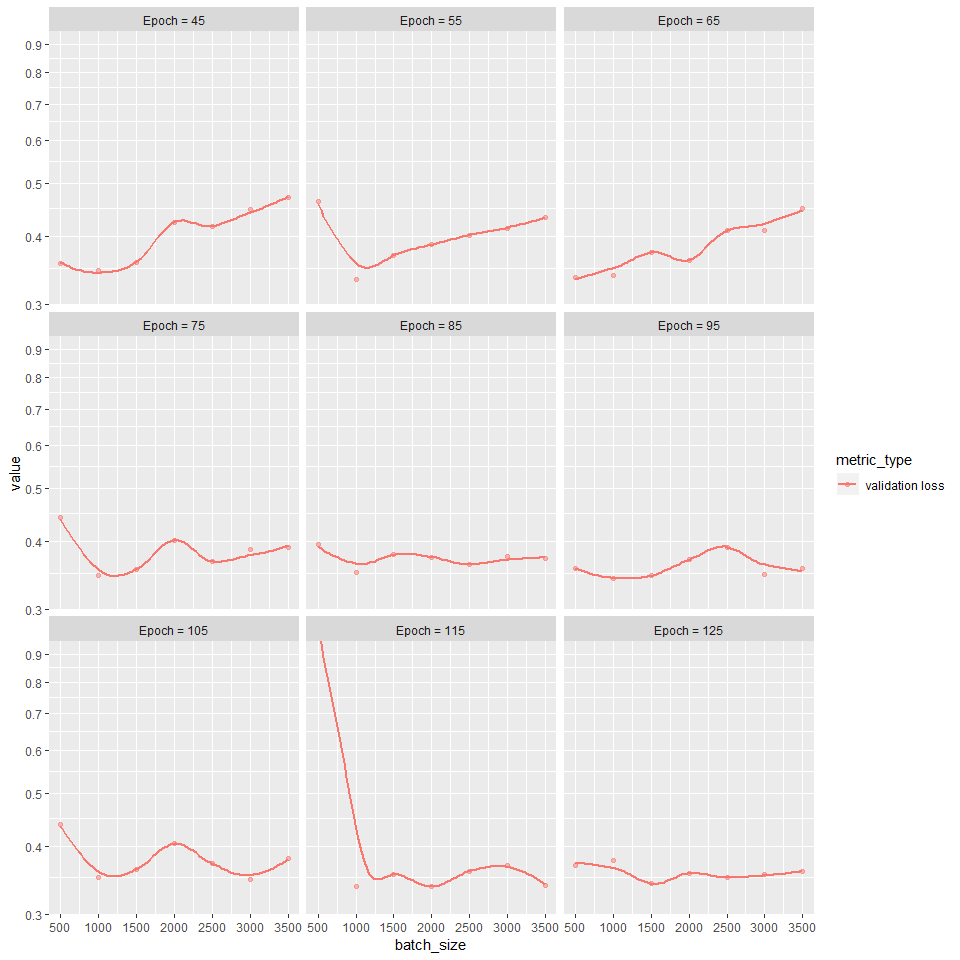 Epoch = 45
Epoch = 55
Epoch = 65
0.9
0.8
0.7
0.6
0.5
0.4
0.3
Epoch = 75
Epoch = 85
Epoch = 95
0.9
0.8
0.7
0.6
0.5
0.4
0.3
value
metric_type
validation loss
Epoch = 105
Epoch = 115
Epoch = 125
0.9
0.8
0.7
0.6
0.5
0.4
0.3
500 1000 1500 2000 2500 3000 3500
500 1000 1500 2000 2500 3000 3500
500 1000 1500 2000 2500 3000 3500
batch_size